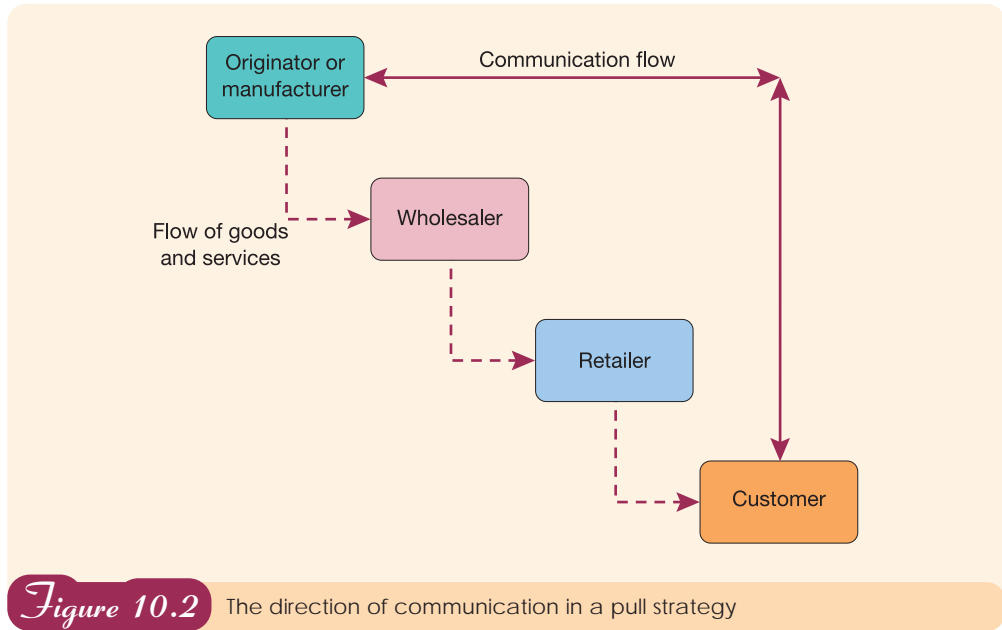 Originator or
manufacturer
Communication flow
Wholesaler
Flow of goods
and services
Retailer
Customer
Figure 10.2 The direction of communication in a pull strategy